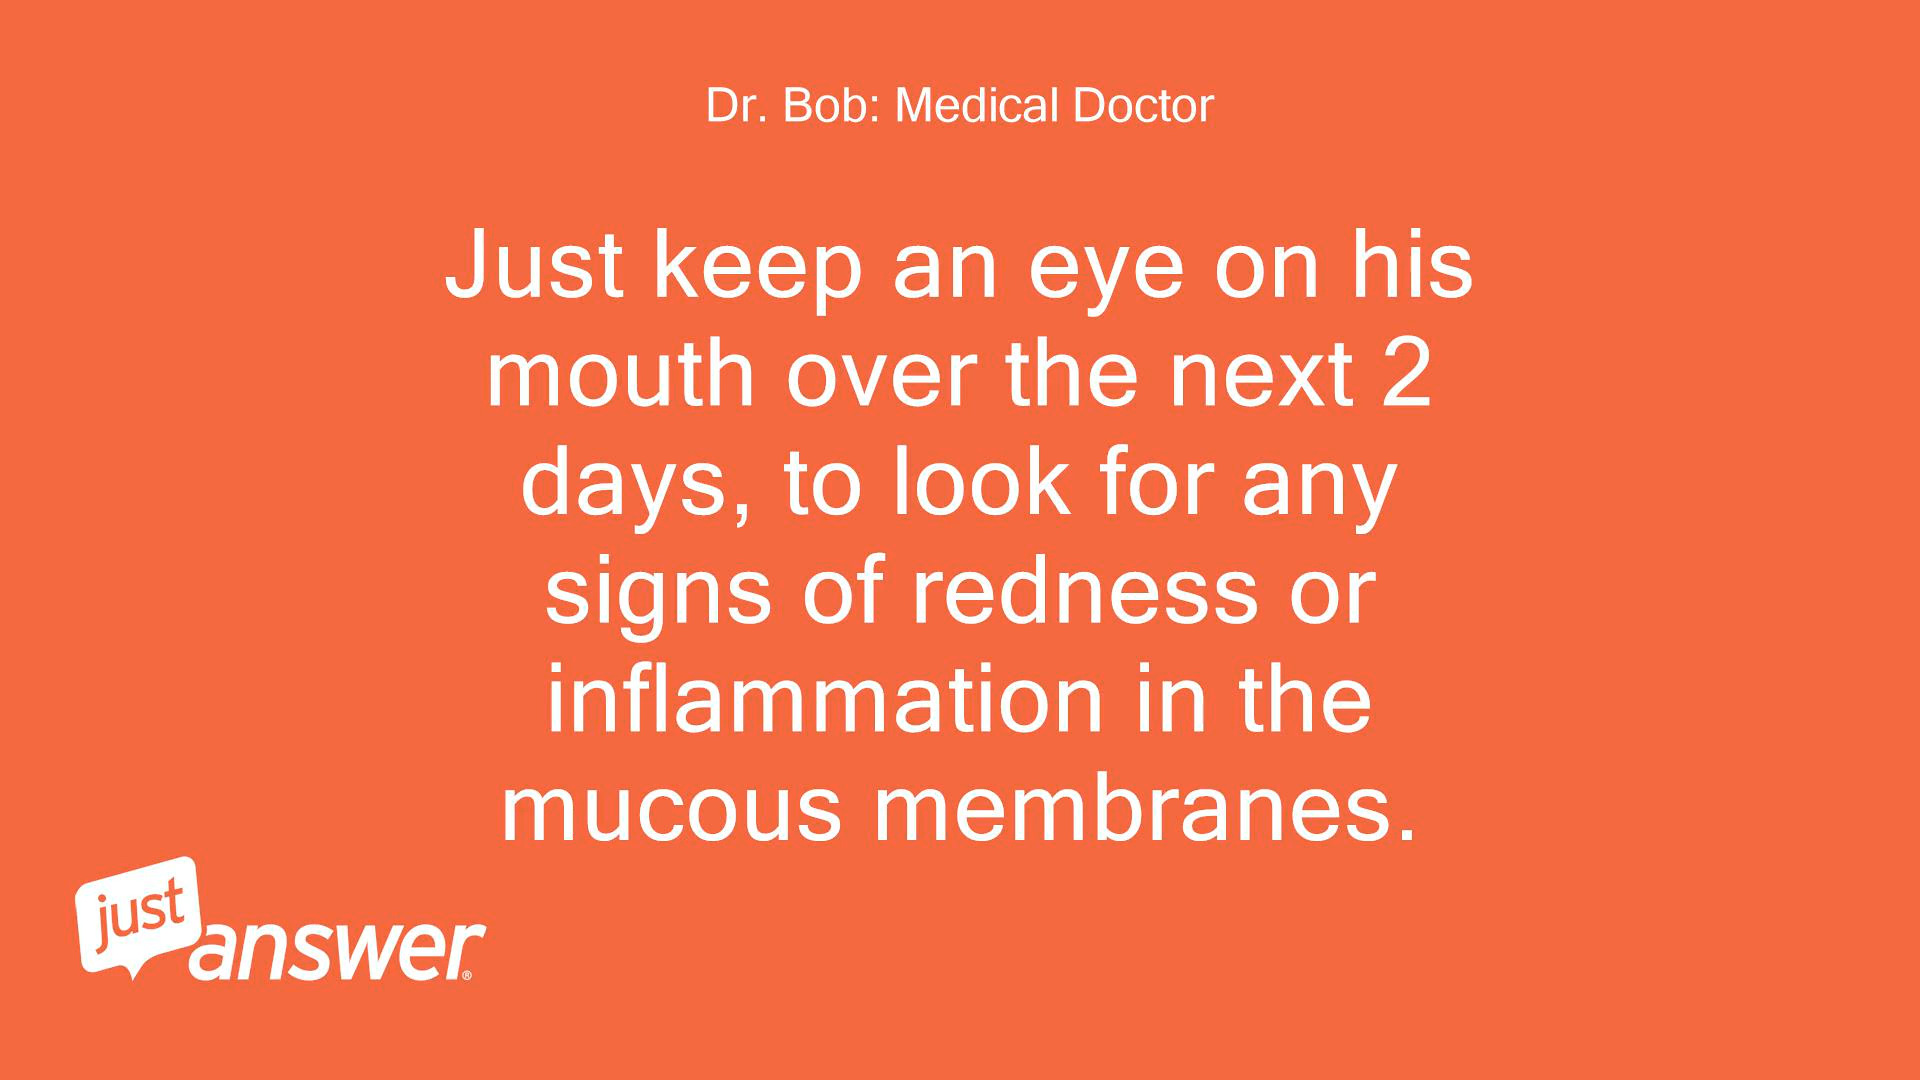 Dr. Bob: Medical Doctor
Just keep an eye on his
mouth over the next 2
days, to look for any
signs of redness or
inflammation in the
mucous membranes.
just
answer®